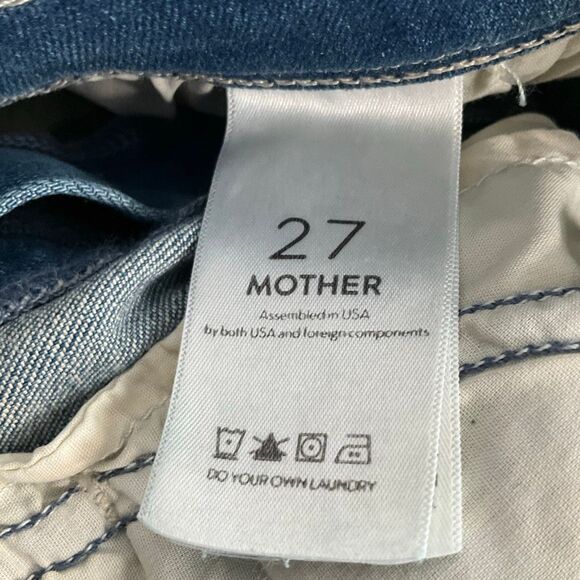 27
MOTHER
Assembled in USA
by both USA and foreign components
DO YOUR OWN LAUNDRY